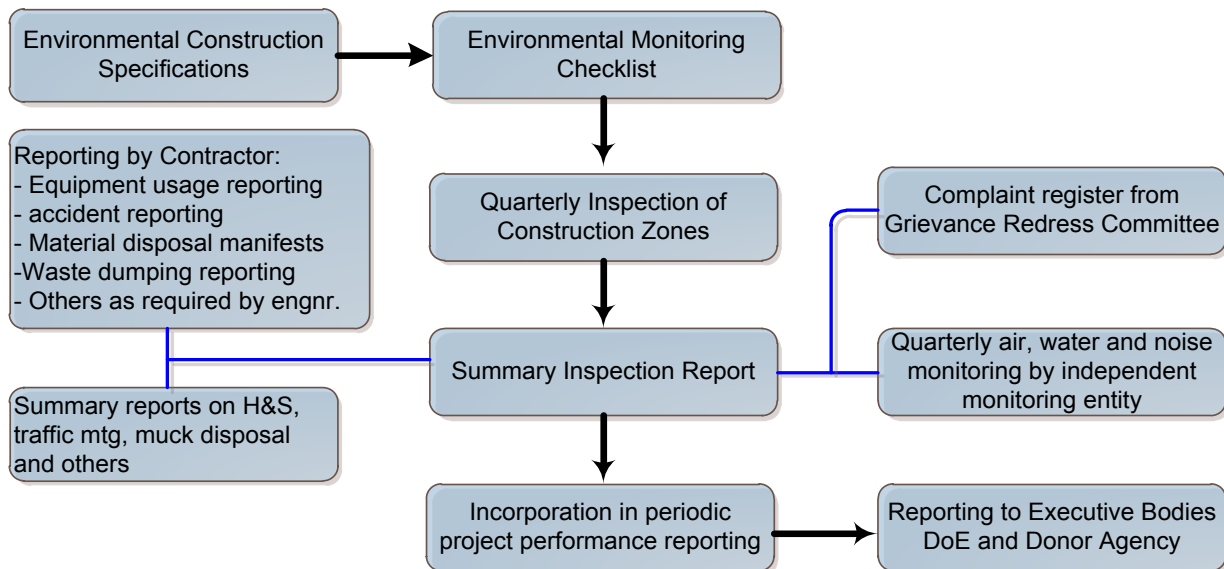 Environmental Construction
Specifications
Environmental Monitoring
Checklist
Reporting by Contractor:
- Equipment usage reporting
- accident reporting
- Material disposal manifests
-Waste dumping reporting
- Others as required by engnr.
Quarterly Inspection of
Construction Zones
Complaint register from
Grievance Redress Committee
Summary Inspection Report
Quarterly air, water and noise
monitoring by independent
monitoring entity
Summary reports on H&S,
traffic mtg, muck disposal
and others
Incorporation in periodic
project performance reporting
Reporting to Executive Bodies
DoE and Donor Agency